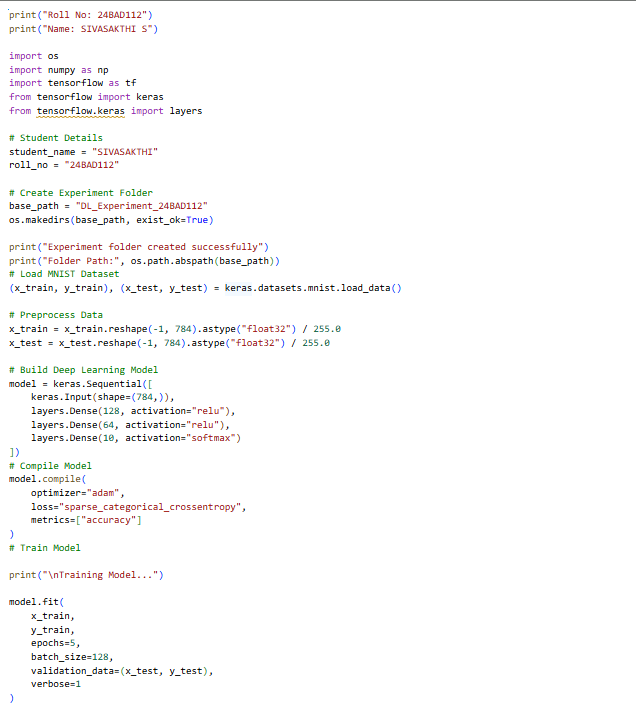 print("Roll No: 24BAD112")
print("Name: SIVASAKTHI S")
import os
import numpy as np
import tensorflow as tf
from tensorflow import keras
from tensorflow.keras import layers
# Student Details
student_name = "SIVASAKTHI"
roll_no = "24BAD112"
# Create Experiment Folder
base_path = "DL_Experiment_24BAD112"
os.makedirs(base_path, exist_ok=True)
print("Experiment folder created successfully")
print("Folder Path:", os.path.abspath(base_path))
# Load MNIST Dataset
(x_train, y_train), (x_test, y_test) = keras.datasets.mnist.load_data()
# Preprocess Data
x_train = x_train.reshape(-1, 784).astype("float32") / 255.0
x_test = x_test.reshape(-1, 784).astype("float32") / 255.0
# Build Deep Learning Model
model = keras.Sequential([
    keras.Input(shape=(784,)),
    layers.Dense(128, activation="relu"),
    layers.Dense(64, activation="relu"),
    layers.Dense(10, activation="softmax")
])
# Compile Model
model.compile(
    optimizer="adam",
    loss="sparse_categorical_crossentropy",
    metrics=["accuracy"]
)
# Train Model
print("\nTraining Model...")
model.fit(
    x_train,
    y_train,
    epochs=5,
    batch_size=128,
    validation_data=(x_test, y_test),
    verbose=1
)